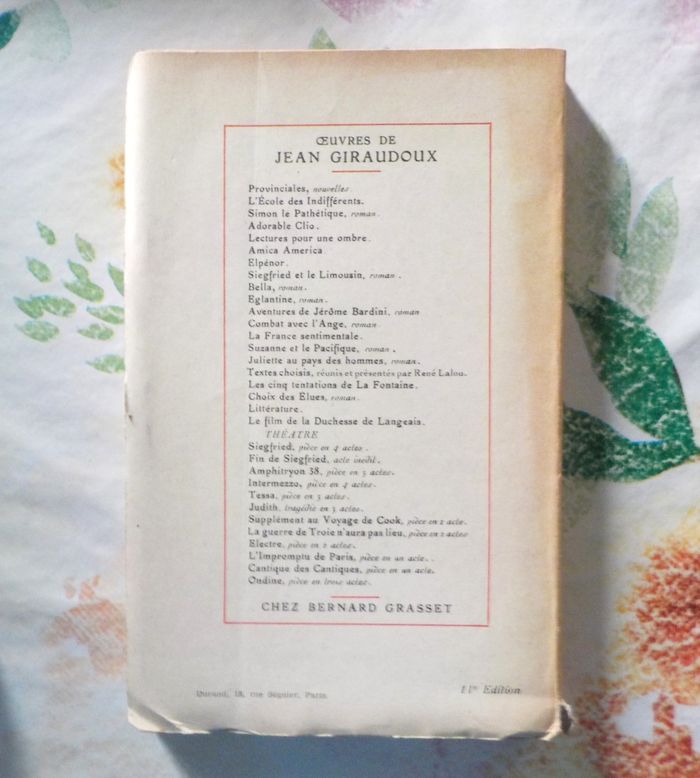 ŒUVRES DE
JEAN GIRAUDOUX
Provinciales, nouvelles.
L'École des Indifférents.
Simon le Pathétique, roman.
Adorable Clio.
Lectures pour une ombre.
Amica America.
Elpénor.
Siegfried et le Limousin, roman.
Bella, roman.
Eglantine, roman.
Aventures de Jérôme Bardini, roman
Combat avec l'Ange, roman
La France sentimentale.
Suzanne et le Pacifique, roman.
Juliette au pays des hommes, roman.
Textes choisis, réunis et présentés par René Lalou.
Les cinq tentations de La Fontaine.
Choix des Elues, roman.
Littérature.
Le film de la Duchesse de Langeais.
THÉATRE
Siegfried, pièce en 4 actes.
Fin de Siegfried, acte inédit.
Amphitryon 38, pièce en 3 actes.
Intermezzo, pièce en 4 actes.
Tessa, pièce en 3 actes.
Judith, tragédie en 3 actes.
Supplément au Voyage de Cook, pièce en 2 acte.
La guerre de Troie n'aura pas lieu, pièce en 2 actes
Electre, pièce en 2 actes.
L'Impromptu de Paris, pièce en un acte.
Cantique des Cantiques, pièce en un acte.
Ondine, pièce en trois actes.
CHEZ BERNARD GRASSET
Durand, 18, rue Séguier, Paris
11e Edition